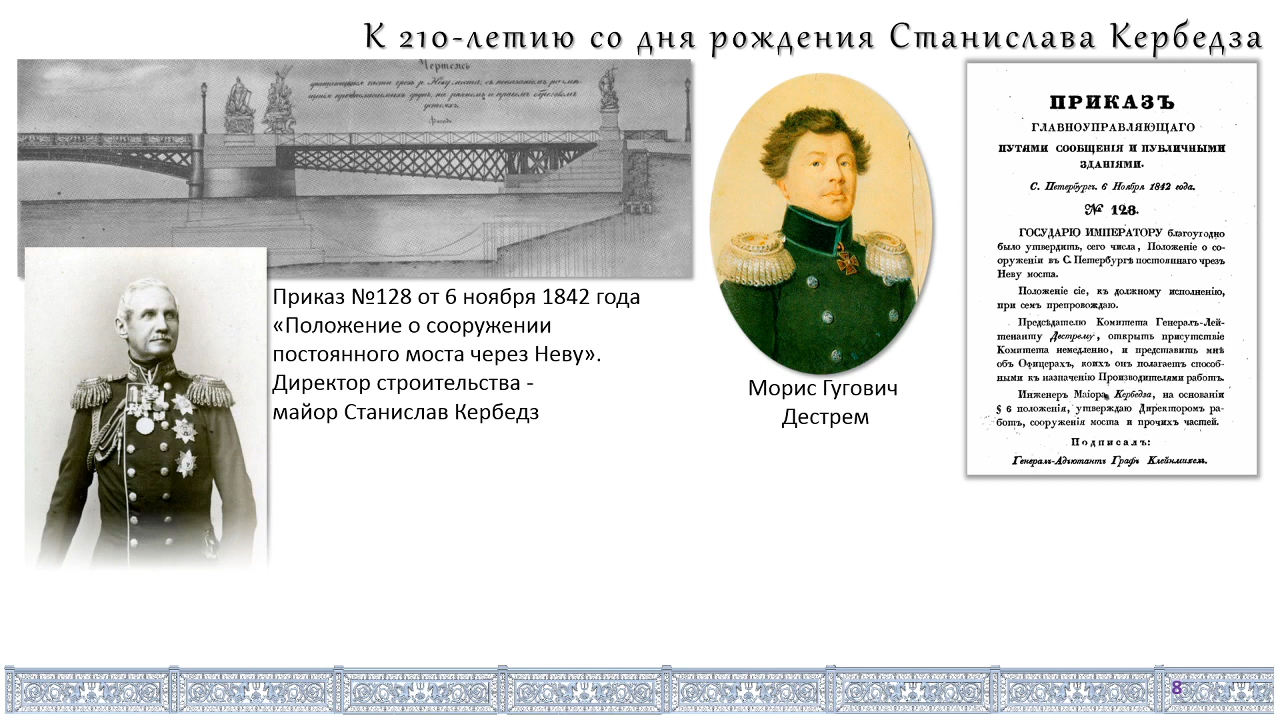 К 210-летию со дня рождения Станислава Кербедза
Чертежъ
Фасадъ
Приказ №128 от 6 ноября 1842 года
«Положение о сооружении
постоянного моста через Неву».
Директор строительства -
майор Станислав Кербедз
Морис Гугович
Дестрем
ПРИКАЗЪ
ГЛАВНОУПРАВЛЯЮЩАГО
ПУТЯМИ СООБЩЕНІЯ И ПУБЛИЧНЫМИ
ЗДАНІЯМИ.
С. Петербургъ. 6 Ноября 1842 года.
№ 128.
ГОСУДАРЮ ИМПЕРАТОРУ благоугодно
было утвердить, сего числа, Положеніе о со-
оруженіи въ С. Петербургѣ постояннаго чрезъ
Неву моста.
Положеніе сіе, къ должному исполненію,
при семъ препровождаю.
Предсѣдателю Комитета Генералъ-Лей-
тенанту Дестрему, открыть присутствіе
Комитета немедленно, и представить мнѣ
объ Офицерахъ, коихъ онъ полагаетъ способ-
ными къ назначенію Производителями работъ.
Инженеръ Маіора Кербедза, на основаніи
§ 6 положенія, утверждаю Директоромъ ра-
ботъ, сооруженія моста и прочихъ частей.
Подписалъ:
Генералъ-Адъютантъ Графъ Клейнмихель.
8